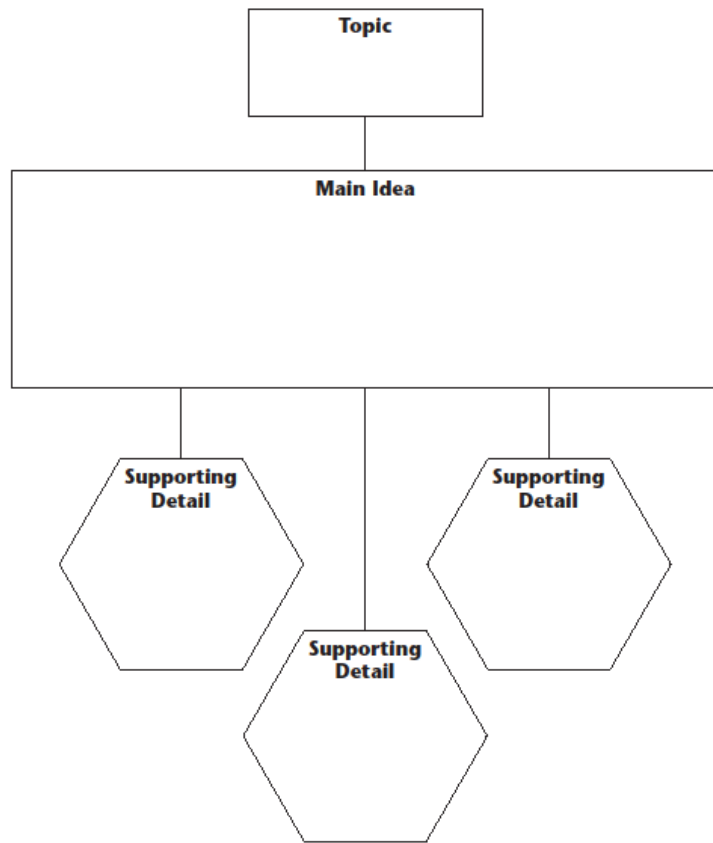 Topic
Main Idea
Supporting
Detail
Supporting
Detail
Supporting
Detail